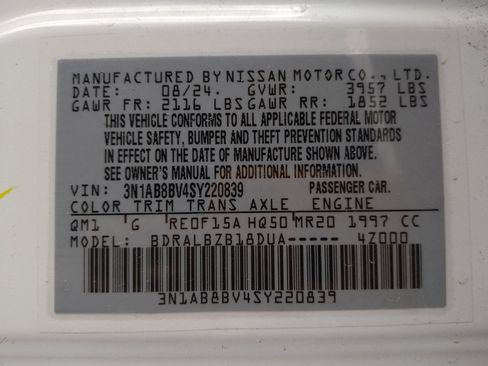 MANUFACTURED BY NISSAN MOTOR CO., LTD.
DATE: 08/24. GVWR: 3957 LBS
GAWR FR: 2116 LBS GAWR RR: 1852 LBS
THIS VEHICLE CONFORMS TO ALL APPLICABLE FEDERAL MOTOR
VEHICLE SAFETY, BUMPER AND THEFT PREVENTION STANDARDS
IN EFFECT ON THE DATE OF MANUFACTURE SHOWN ABOVE.
SEE OWNER'S MANUAL FOR ADDITIONAL INFORMATION.
VIN: 3N1AB8BV4SY220839 PASSENGER CAR.
COLOR TRIM TRANS AXLE ENGINE
QM1 G RE0F15A HQ50 MR20 1997 CC
MODEL: BDRALBZB18DUA----- 4Z000
3N1AB8BV4SY220839